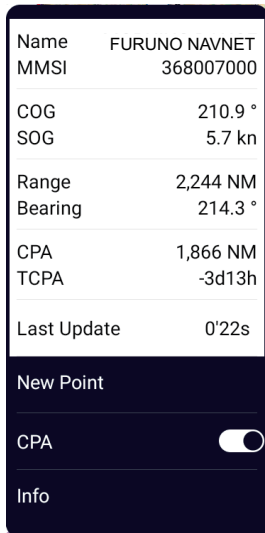 Name FURUNO NAVNET
MMSI 368007000
COG 210.9 °
SOG 5.7 kn
Range 2,244 NM
Bearing 214.3 °
CPA 1,866 NM
TCPA -3d13h
Last Update 0'22s
New Point
CPA
Info